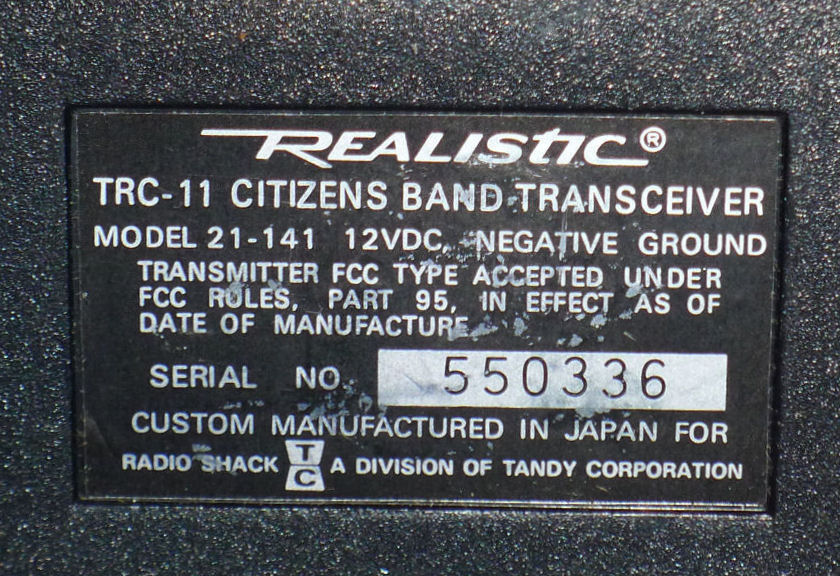 REALISTIC®
TRC-11 CITIZENS BAND TRANSCEIVER
MODEL 21-141 12VDC, NEGATIVE GROUND
TRANSMITTER FCC TYPE ACCEPTED UNDER
FCC RULES, PART 95, IN EFFECT AS OF
DATE OF MANUFACTURE
SERIAL NO. 550336
CUSTOM MANUFACTURED IN JAPAN FOR
RADIO SHACK TC A DIVISION OF TANDY CORPORATION